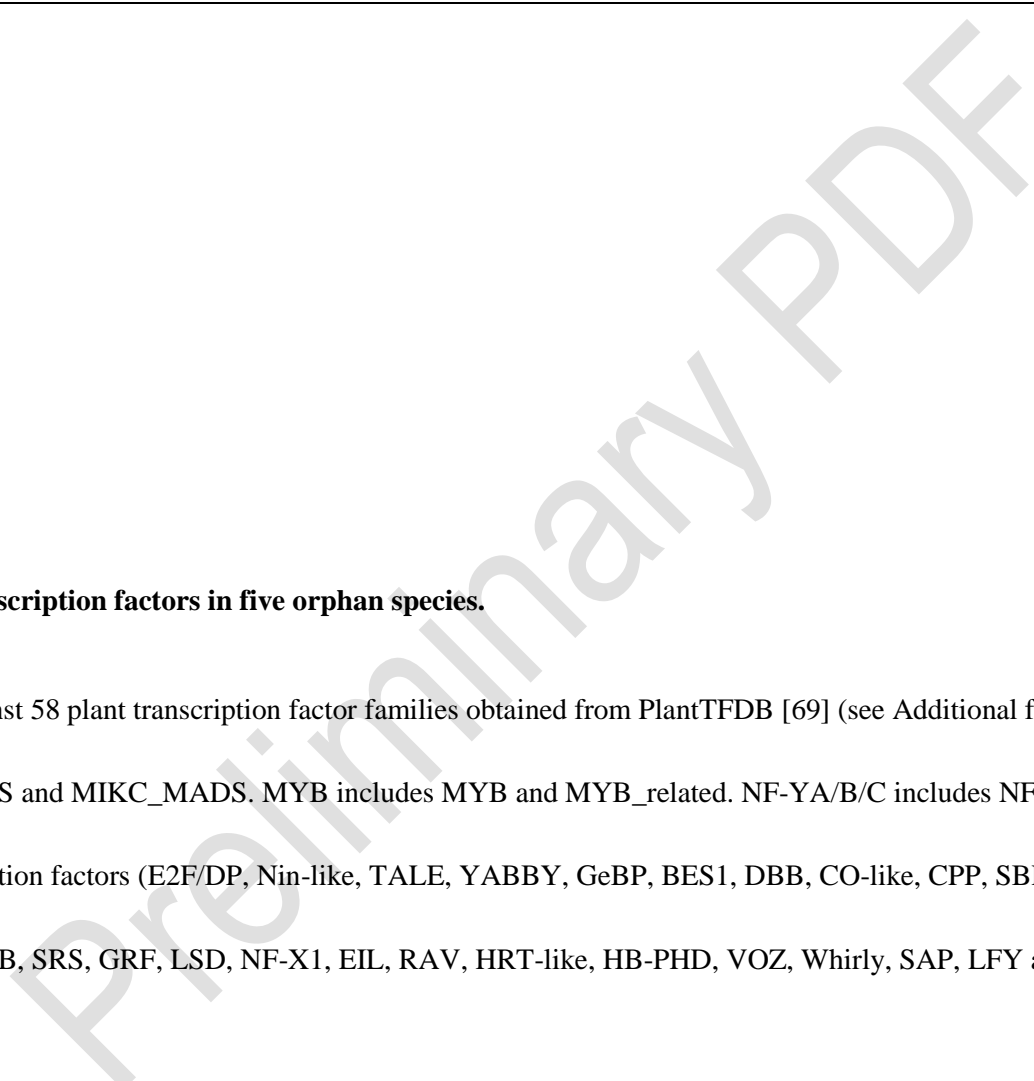 scription factors in five orphan species.
nst 58 plant transcription factor families obtained from PlantTFDB [69] (see Additional f
S and MIKC_MADS. MYB includes MYB and MYB_related. NF-YA/B/C includes NF
tion factors (E2F/DP, Nin-like, TALE, YABBY, GeBP, BES1, DBB, CO-like, CPP, SB
B, SRS, GRF, LSD, NF-X1, EIL, RAV, HRT-like, HB-PHD, VOZ, Whirly, SAP, LFY a
Preliminary PDF